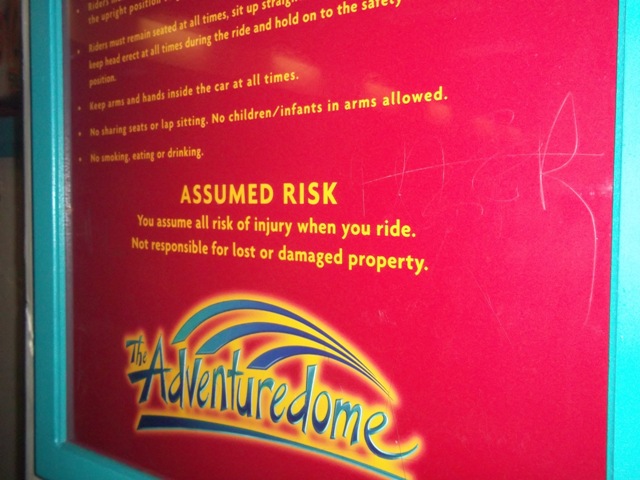 Riders
the upright position
Riders must remain seated at all times, sit up straight
keep head erect at all times during the ride and hold on to the safety
position.
Keep arms and hands inside the car at all times.
No sharing seats or lap sitting. No children/infants in arms allowed.
No smoking, eating or drinking.
ASSUMED RISK
You assume all risk of injury when you ride.
Not responsible for lost or damaged property.
The Adventuredome